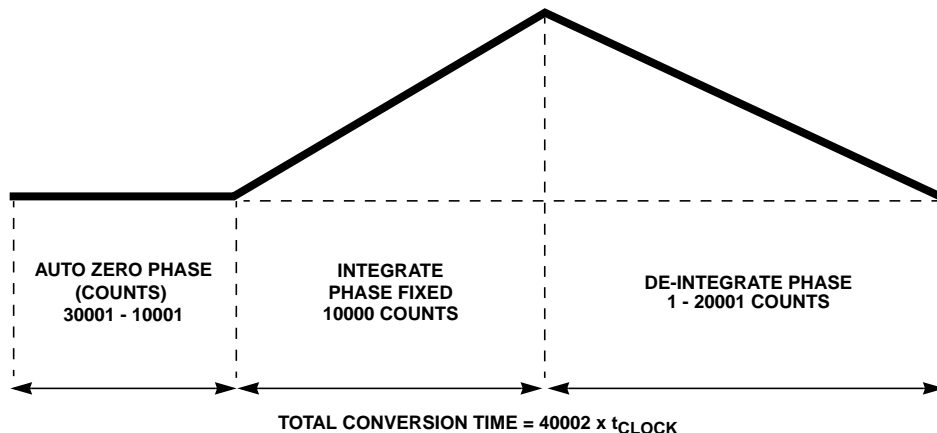 AUTO ZERO PHASE
(COUNTS)
30001 - 10001
INTEGRATE
PHASE FIXED
10000 COUNTS
DE-INTEGRATE PHASE
1 - 20001 COUNTS
TOTAL CONVERSION TIME = 40002 x tCLOCK